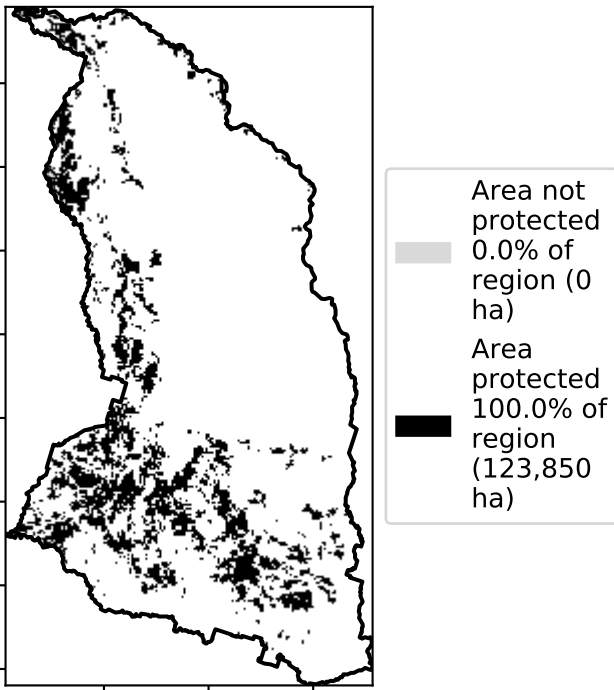 Area not
protected
0.0% of
region (0
ha)
Area
protected
100.0% of
region
(123,850
ha)